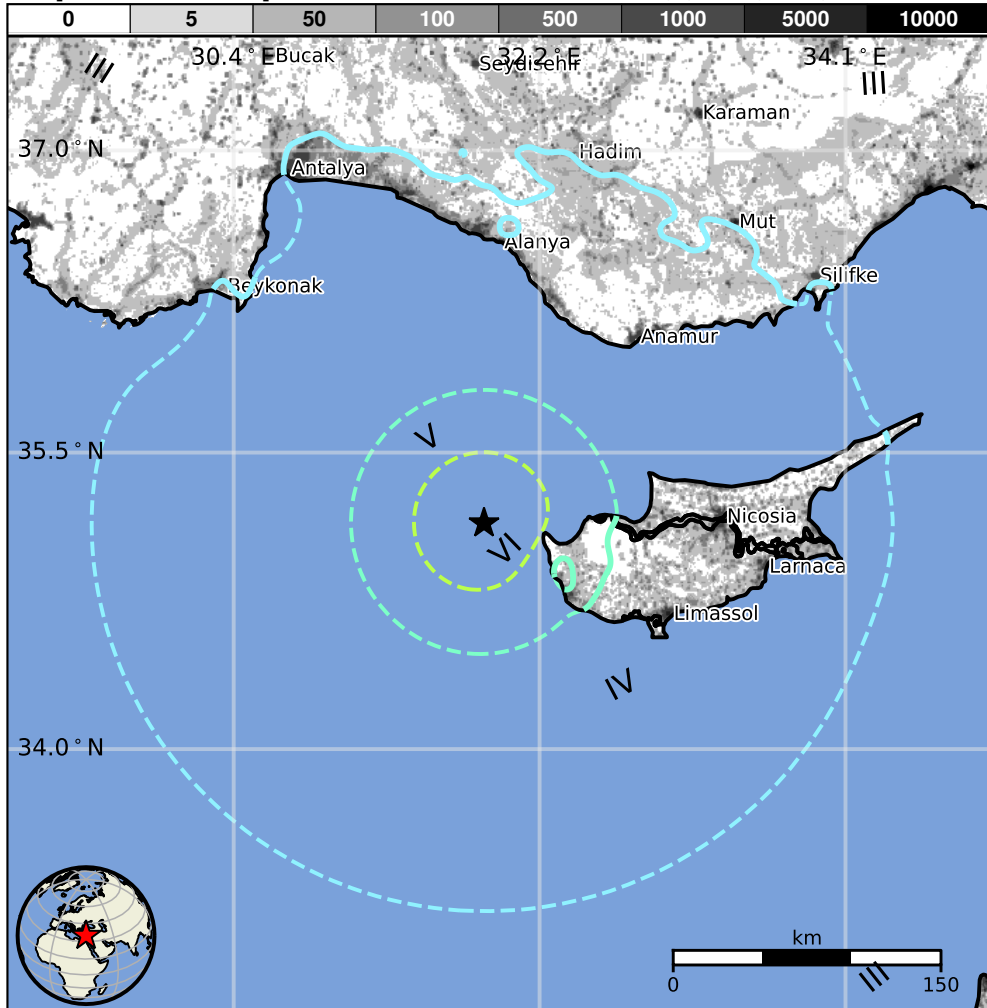 0 5 50 100 500 1000 5000 10000
III 30.4°E Bucak Seydisehir 32.2°E 34.1°E III
Karaman
37.0°N Antalya Hadim
Mut
Alanya
Beykonak Silifke
Anamur
V
35.5°N
Nicosia
VI
Larnaca
Limassol
IV
34.0°N
km
III
0 150